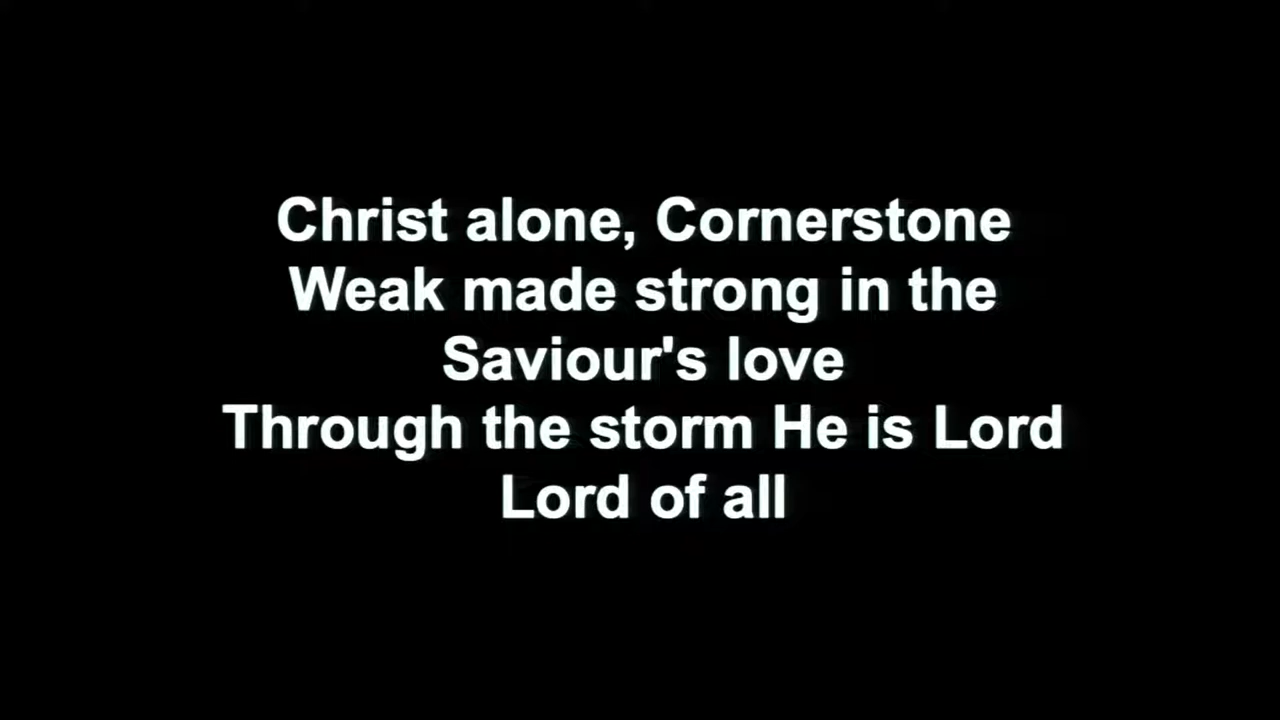 Christ alone, Cornerstone
Weak made strong in the
Saviour's love
Through the storm He is Lord
Lord of all